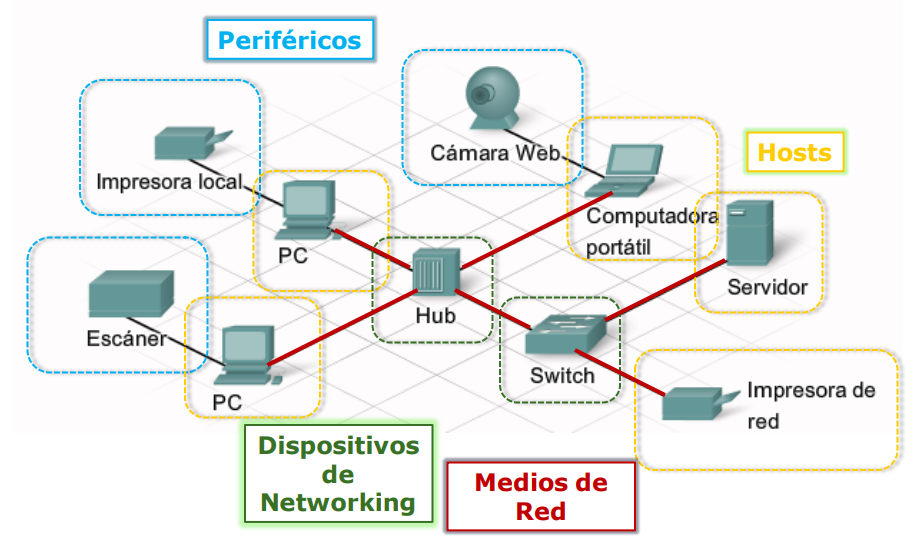 Periféricos
Cámara Web
Hosts
Impresora local
Computadora
portátil
PC
Servidor
Hub
Escáner
Switch
PC
Impresora de
red
Dispositivos
de
Networking
Medios de
Red